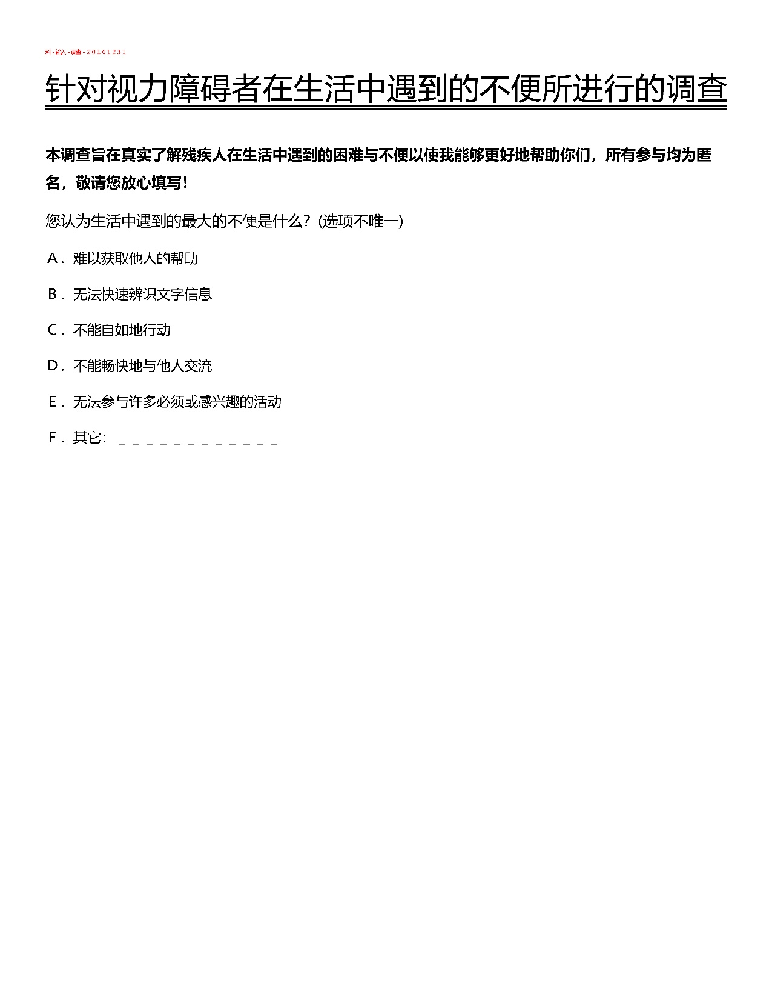 科-输入-调查-20161231
针对视力障碍者在生活中遇到的不便所进行的调查
本调查旨在真实了解残疾人在生活中遇到的困难与不便以使我能够更好地帮助你们，所有参与均为匿
名，敬请您放心填写！
您认为生活中遇到的最大的不便是什么？(选项不唯一)
A．难以获取他人的帮助
B．无法快速辨识文字信息
C．不能自如地行动
D．不能畅快地与他人交流
E．无法参与许多必须或感兴趣的活动
F．其它：_ _ _ _ _ _ _ _ _ _ _ _